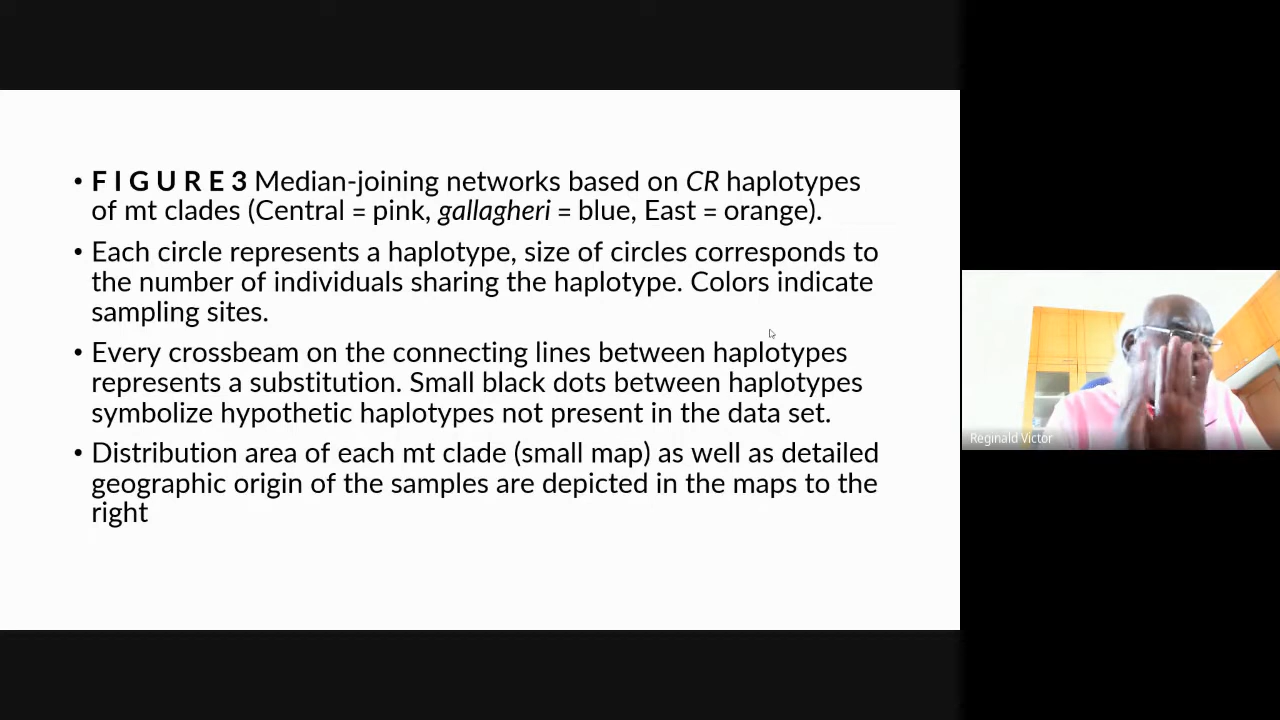 • F I G U R E 3 Median-joining networks based on CR haplotypes
of mt clades (Central = pink, gallagheri = blue, East = orange).
• Each circle represents a haplotype, size of circles corresponds to
the number of individuals sharing the haplotype. Colors indicate
sampling sites.
• Every crossbeam on the connecting lines between haplotypes
represents a substitution. Small black dots between haplotypes
symbolize hypothetic haplotypes not present in the data set.
• Distribution area of each mt clade (small map) as well as detailed
geographic origin of the samples are depicted in the maps to the
right
Reginald Victor